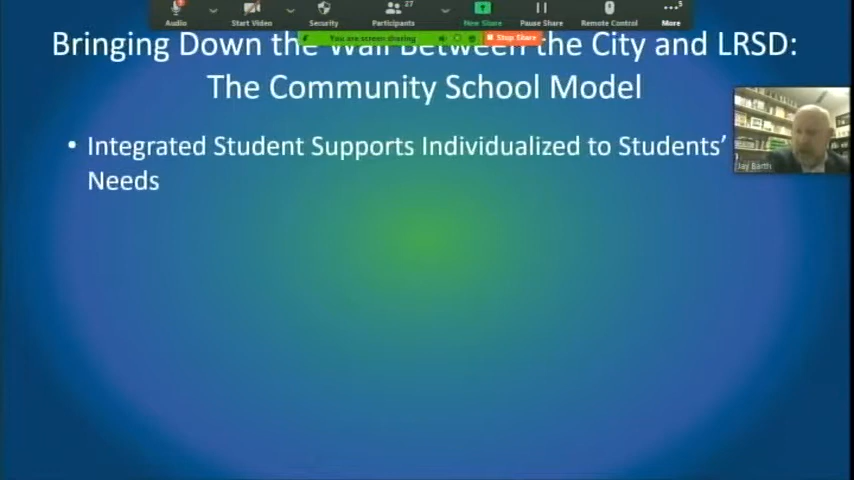 27
5
Audio
Start Video
Security
Participants
New Share
Pause Share
Remote Control
More
You are screen sharing
Stop Share
Bringing Down the Wall Between the City and LRSD:
The Community School Model
• Integrated Student Supports Individualized to Students’
Needs
Jay Barth